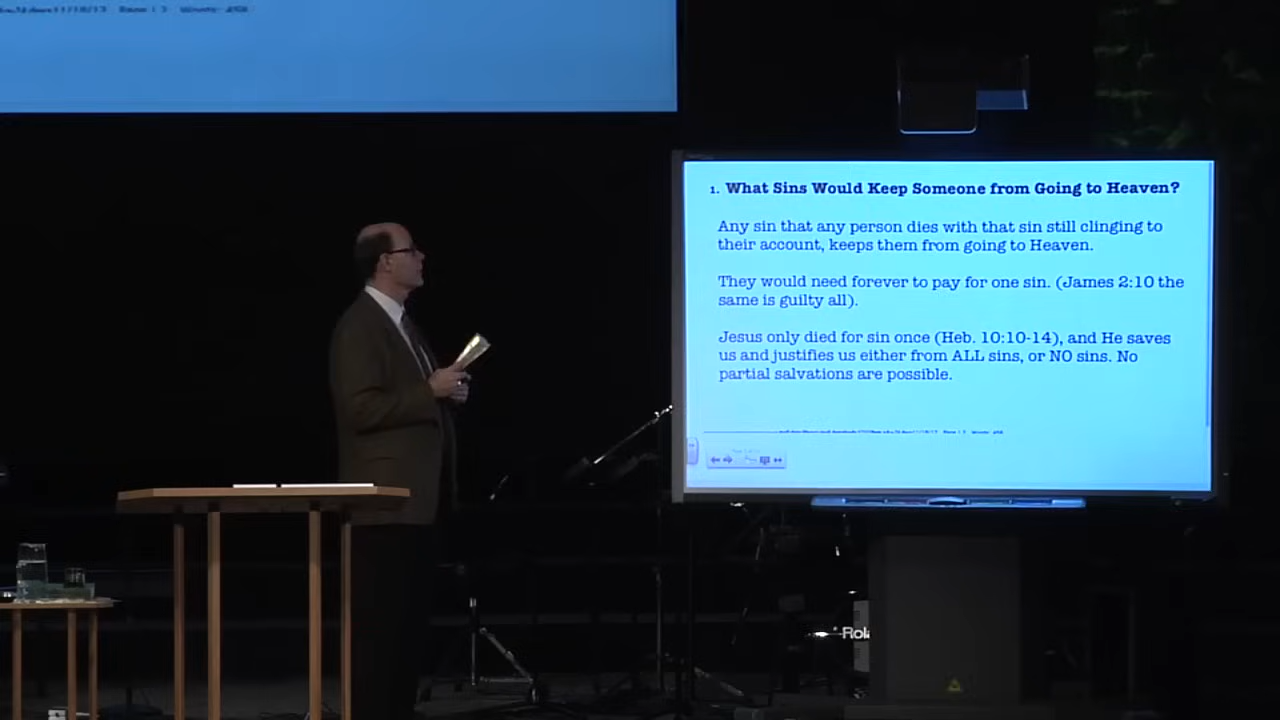 1. What Sins Would Keep Someone from Going to Heaven?
Any sin that any person dies with that sin still clinging to
their account, keeps them from going to Heaven.
They would need forever to pay for one sin. (James 2:10 the
same is guilty all).
Jesus only died for sin once (Heb. 10:10-14), and He saves
us and justifies us either from ALL sins, or NO sins. No
partial salvations are possible.